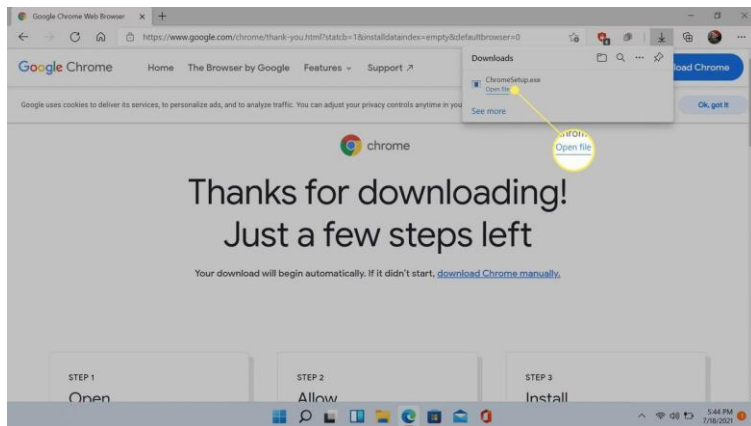 Google Chrome Web Browser
https://www.google.com/chrome/thank-you.html?statcb=1&installdataindex=empty&defaultbrowser=0
Downloads
ChromeSetup.exe
Open file
See more
Google Chrome
Home
The Browser by Google
Features
Support
load Chrome
Google uses cookies to deliver its services, to personalize ads, and to analyze traffic. You can adjust your privacy controls anytime in you
Ok, got it
Open file
chrome
Thanks for downloading!
Just a few steps left
Your download will begin automatically. If it didn't start, download Chrome manually.
STEP 1
Open
STEP 2
Allow
STEP 3
Install
5:44 PM
7/18/2021